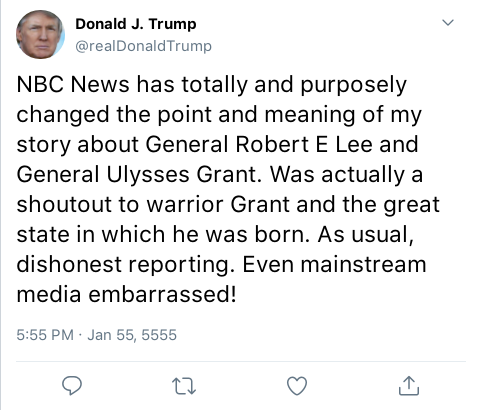 Donald J. Trump
@realDonaldTrump
NBC News has totally and purposely
changed the point and meaning of my
story about General Robert E Lee and
General Ulysses Grant. Was actually a
shoutout to warrior Grant and the great
state in which he was born. As usual,
dishonest reporting. Even mainstream
media embarrassed!
5:55 PM · Jan 55, 5555